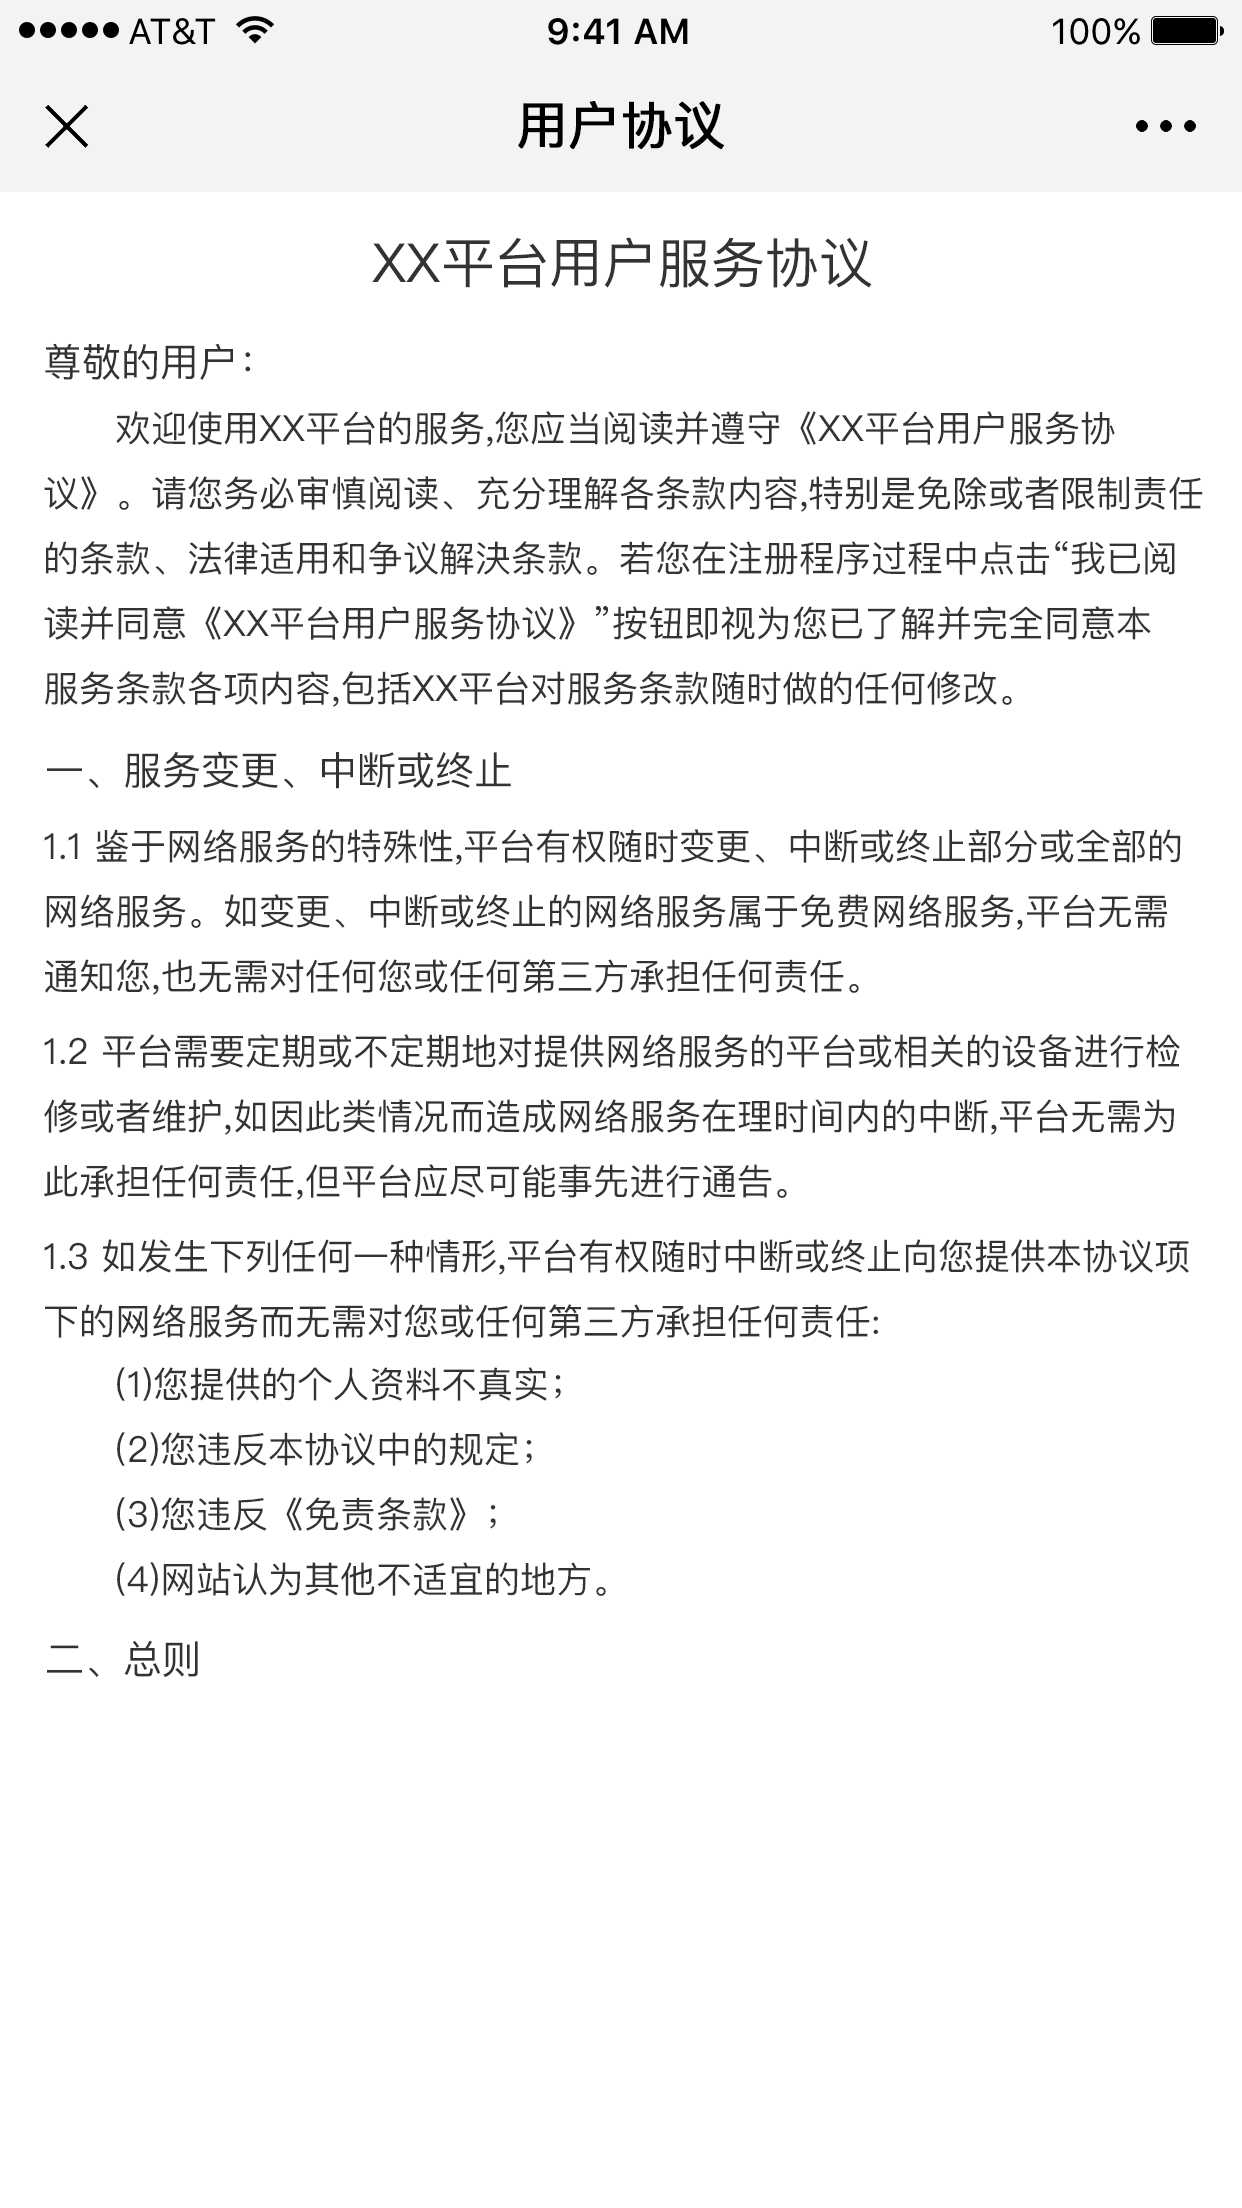 AT&T 9:41 AM 100%
用户协议
XX平台用户服务协议
尊敬的用户：
欢迎使用XX平台的服务,您应当阅读并遵守《XX平台用户服务协
议》。请您务必审慎阅读、充分理解各条款内容,特别是免除或者限制责任
的条款、法律适用和争议解決条款。若您在注册程序过程中点击“我已阅
读并同意《XX平台用户服务协议》”按钮即视为您已了解并完全同意本
服务条款各项内容,包括XX平台对服务条款随时做的任何修改。
一、服务变更、中断或终止
1.1 鉴于网络服务的特殊性,平台有权随时变更、中断或终止部分或全部的
网络服务。如变更、中断或终止的网络服务属于免费网络服务,平台无需
通知您,也无需对任何您或任何第三方承担任何责任。
1.2 平台需要定期或不定期地对提供网络服务的平台或相关的设备进行检
修或者维护,如因此类情况而造成网络服务在理时间内的中断,平台无需为
此承担任何责任,但平台应尽可能事先进行通告。
1.3 如发生下列任何一种情形,平台有权随时中断或终止向您提供本协议项
下的网络服务而无需对您或任何第三方承担任何责任:
(1)您提供的个人资料不真实；
(2)您违反本协议中的规定；
(3)您违反《免责条款》；
(4)网站认为其他不适宜的地方。
二、总则